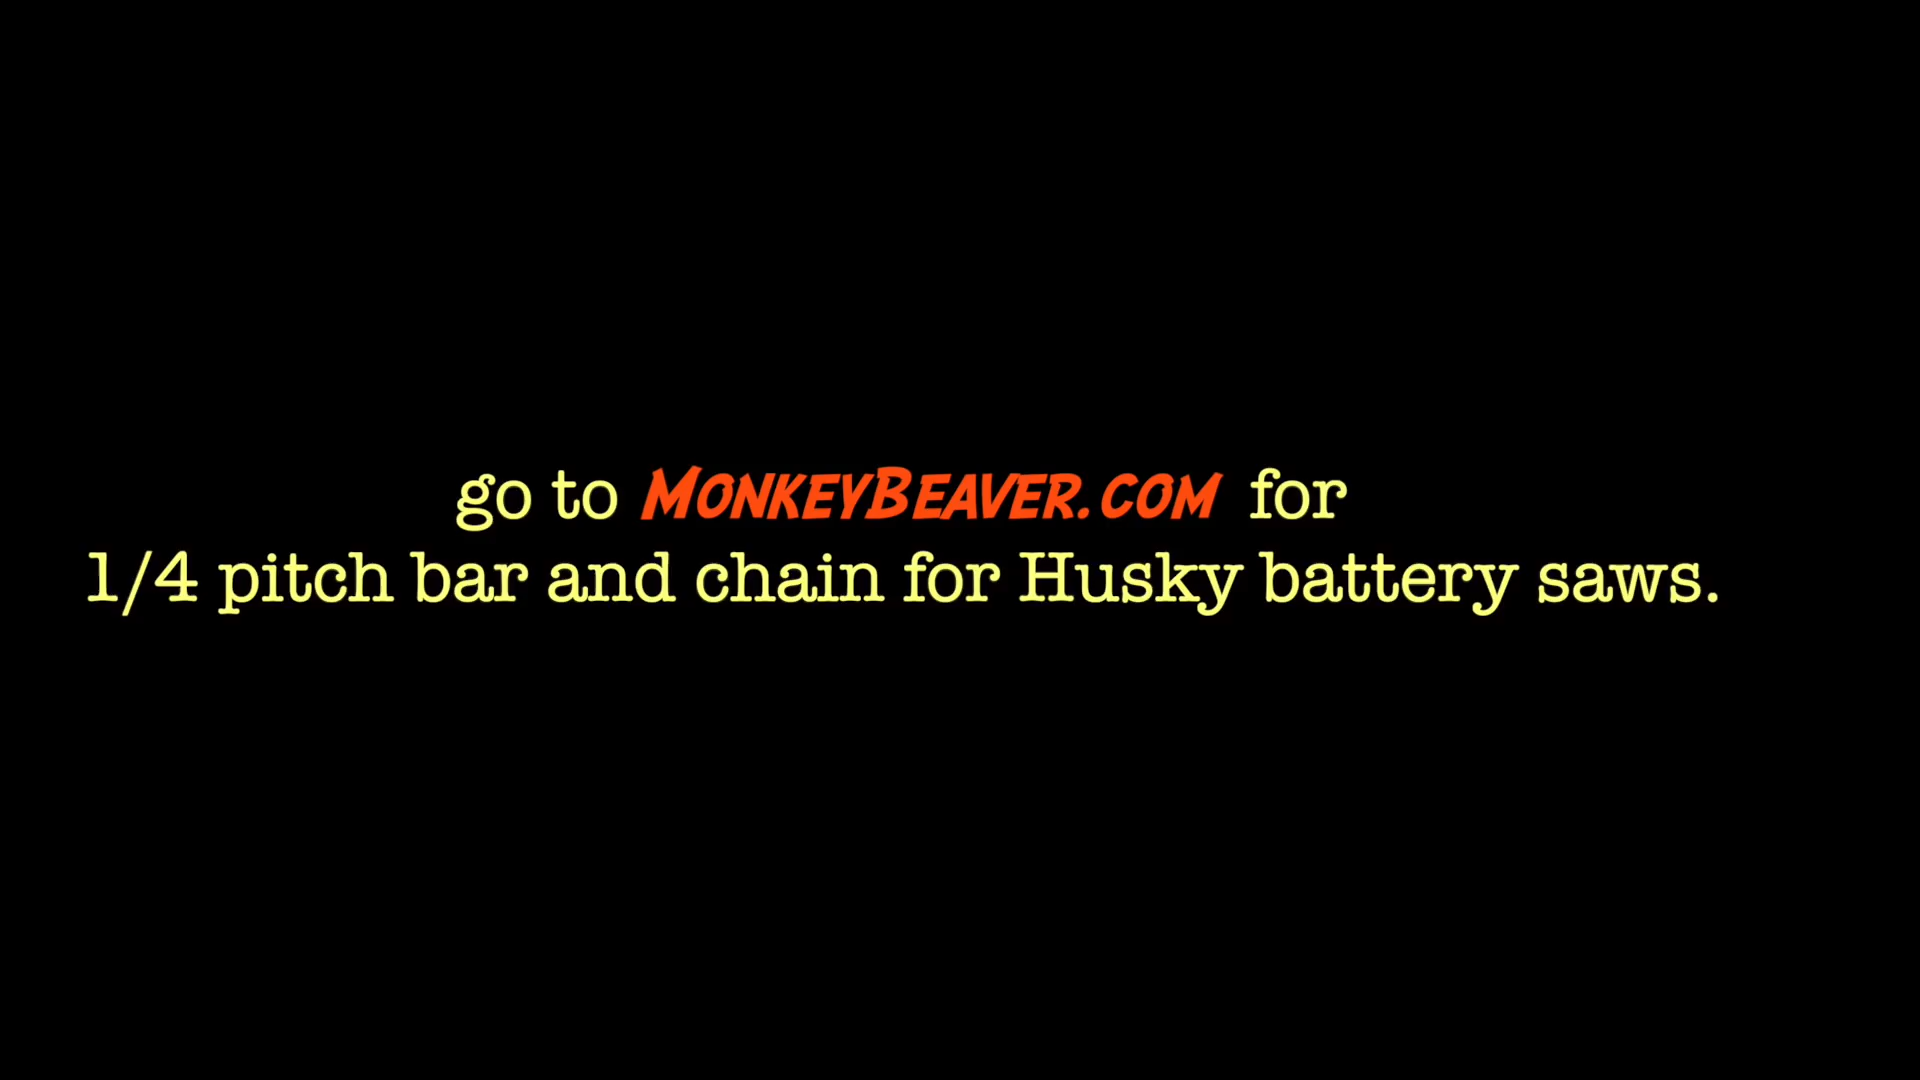 go to MonkeyBeaver.com for
1/4 pitch bar and chain for Husky battery saws.